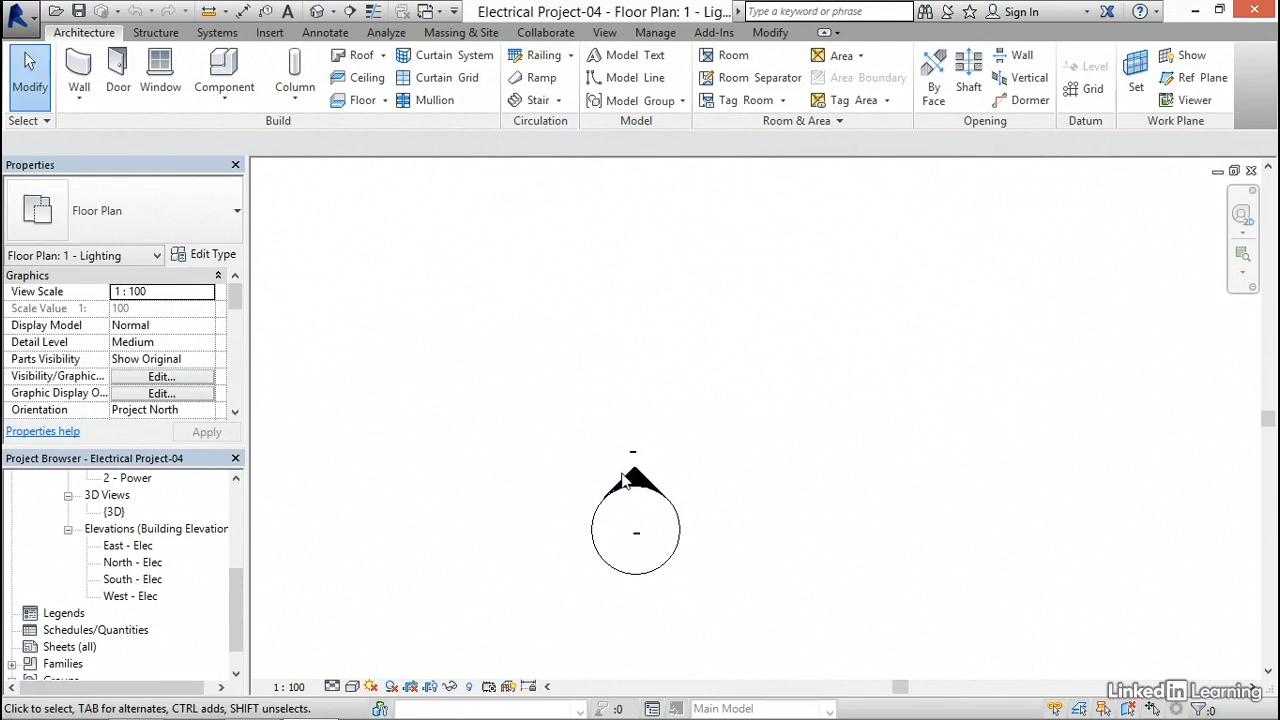 Electrical Project-04 - Floor Plan: 1 - Lig...
Type a keyword or phrase
Sign In
Architecture Structure Systems Insert Annotate Analyze Massing & Site Collaborate View Manage Add-Ins Modify
Modify Wall Door Window Component Column
Roof Curtain System
Ceiling Curtain Grid
Floor Mullion
Railing
Ramp
Stair
Model Text
Model Line
Model Group
Room Area
Room Separator Area Boundary
Tag Room Tag Area
By Face Shaft
Wall
Vertical
Dormer
Level
Grid
Set
Show
Ref Plane
Viewer
Select Build Circulation Model Room & Area Opening Datum Work Plane
Properties
Floor Plan
Floor Plan: 1 - Lighting Edit Type
Graphics
View Scale 1 : 100
Scale Value 1: 100
Display Model Normal
Detail Level Medium
Parts Visibility Show Original
Visibility/Graphic... Edit...
Graphic Display O... Edit...
Orientation Project North
Properties help Apply
Project Browser - Electrical Project-04
2 - Power
3D Views
{3D}
Elevations (Building Elevation
East - Elec
North - Elec
South - Elec
West - Elec
Legends
Schedules/Quantities
Sheets (all)
Families
1 : 100
Click to select, TAB for alternates, CTRL adds, SHIFT unselects.
:0
Main Model
:0
2D
Linked in Learning